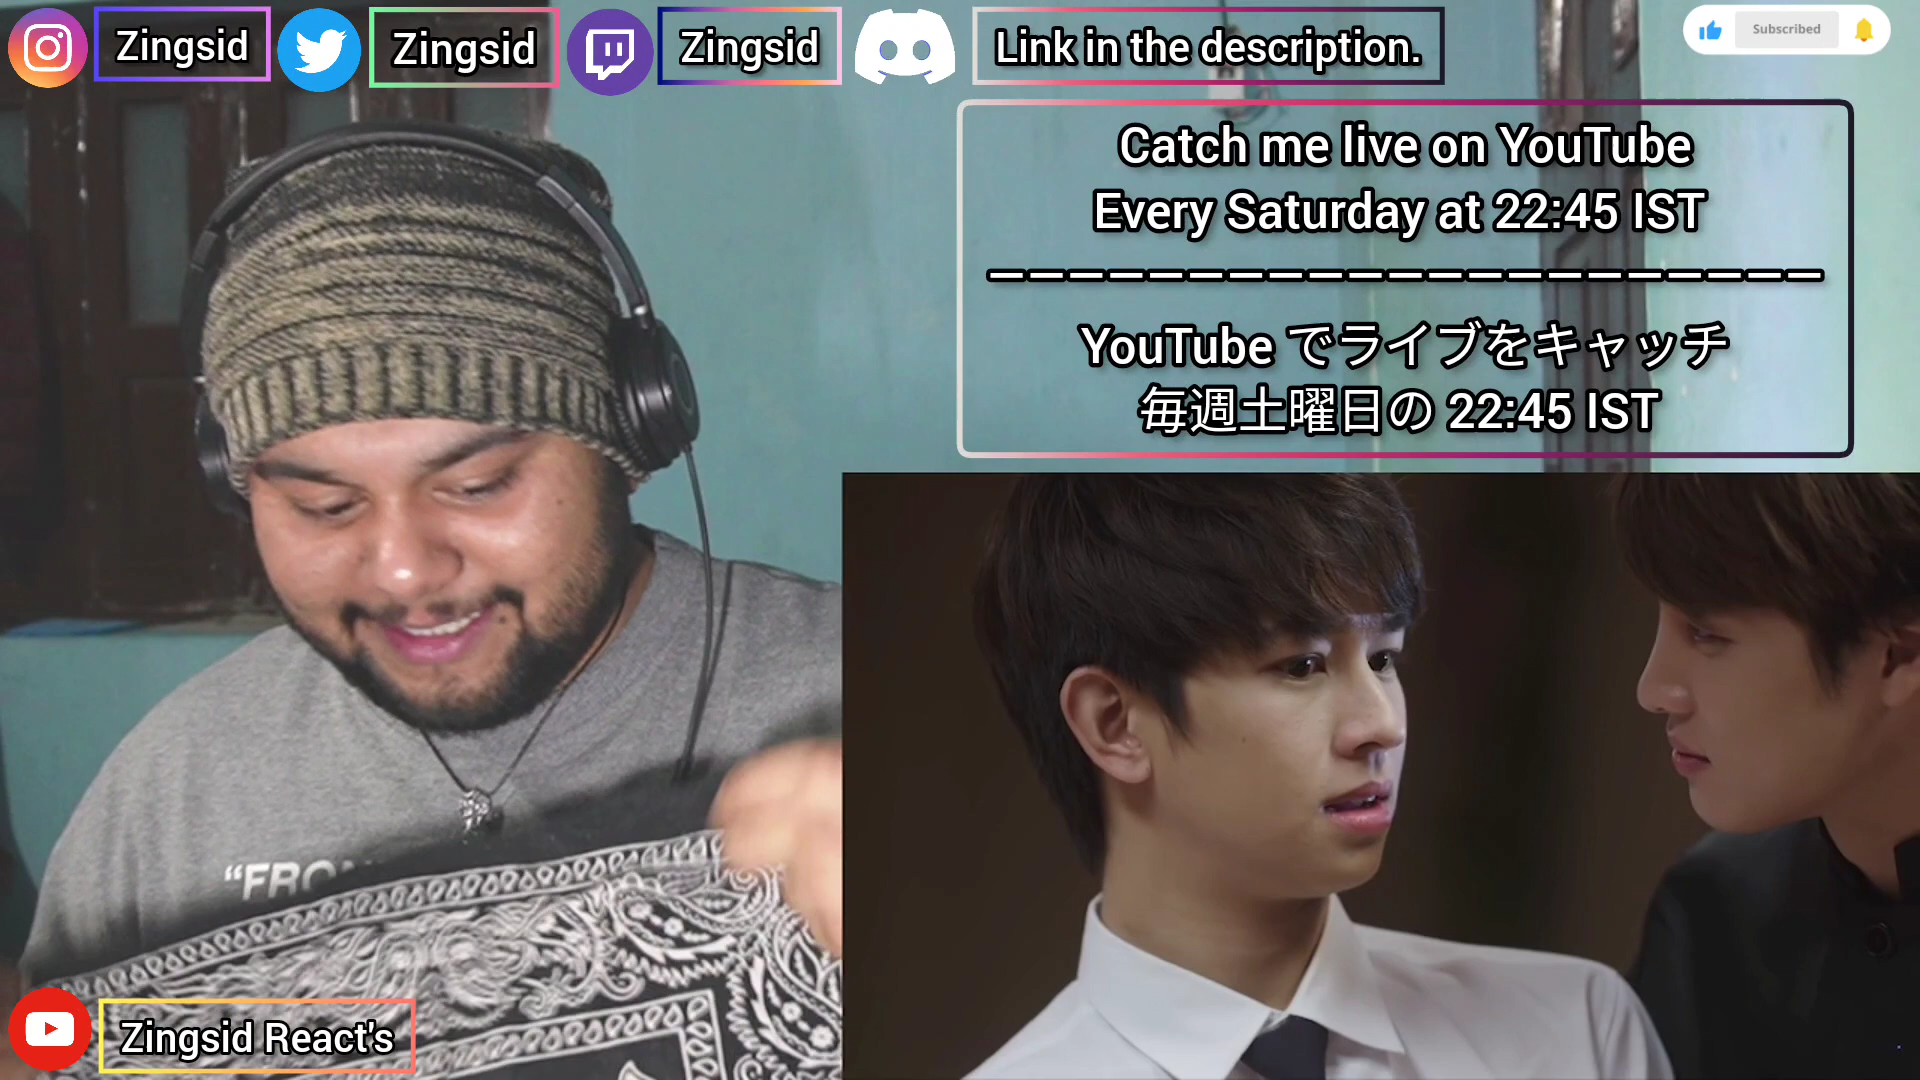 Zingsid
Zingsid
Zingsid
Link in the description.
Subscribed
Catch me live on YouTube
Every Saturday at 22:45 IST
YouTube でライブをキャッチ
毎週土曜日の 22:45 IST
"FRO
Zingsid React's